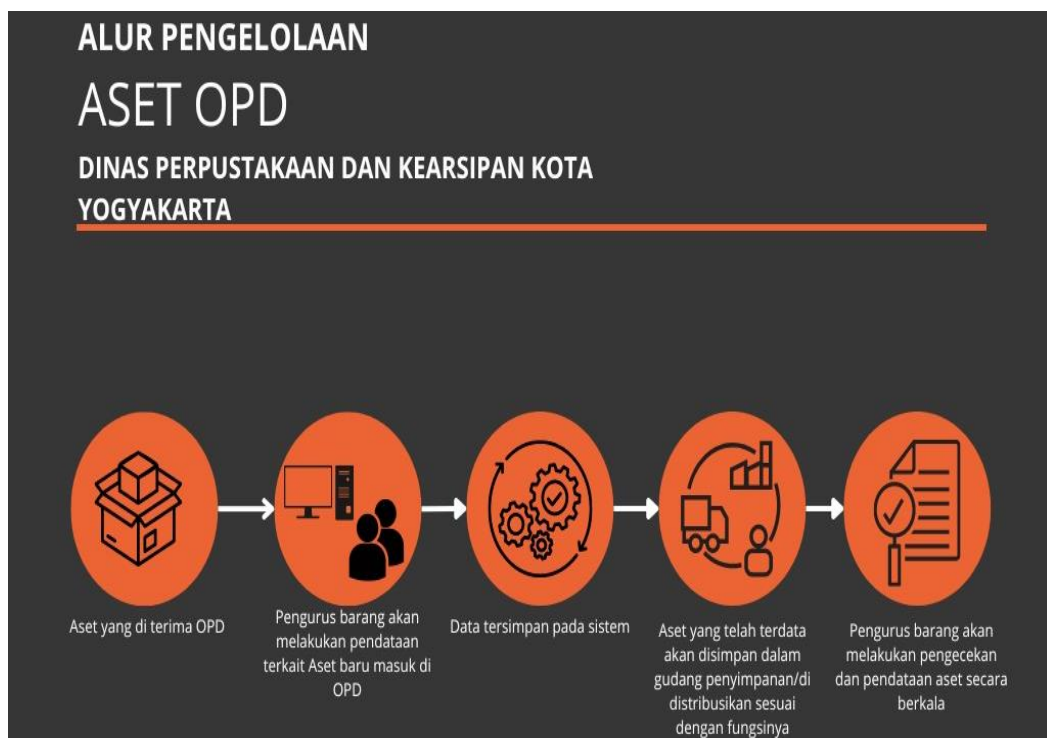 ALUR PENGELOLAAN
ASET OPD
DINAS PERPUSTAKAAN DAN KEARSIPAN KOTA
YOGYAKARTA
Aset yang di terima OPD
Pengurus barang akan
melakukan pendataan
terkait Aset baru masuk di
OPD
Data tersimpan pada sistem
Aset yang telah terdata
akan disimpan dalam
gudang penyimpanan/di
distribusikan sesuai
dengan fungsinya
Pengurus barang akan
melakukan pengecekan
dan pendataan aset secara
berkala